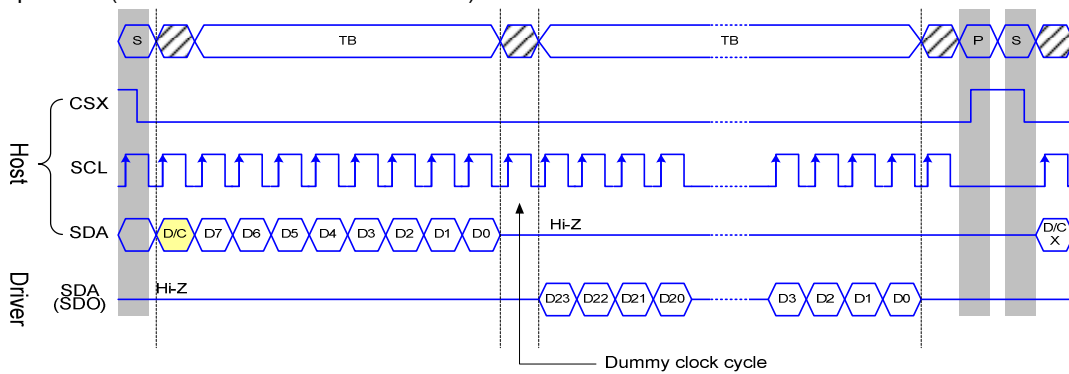 S TB TB P S
CSX
Host
SCL
SDA D/C D7 D6 D5 D4 D3 D2 D1 D0 Hi-Z D/C
X
Driver
SDA Hi-Z
(SDO) D23 D22 D21 D20 D3 D2 D1 D0
Dummy clock cycle